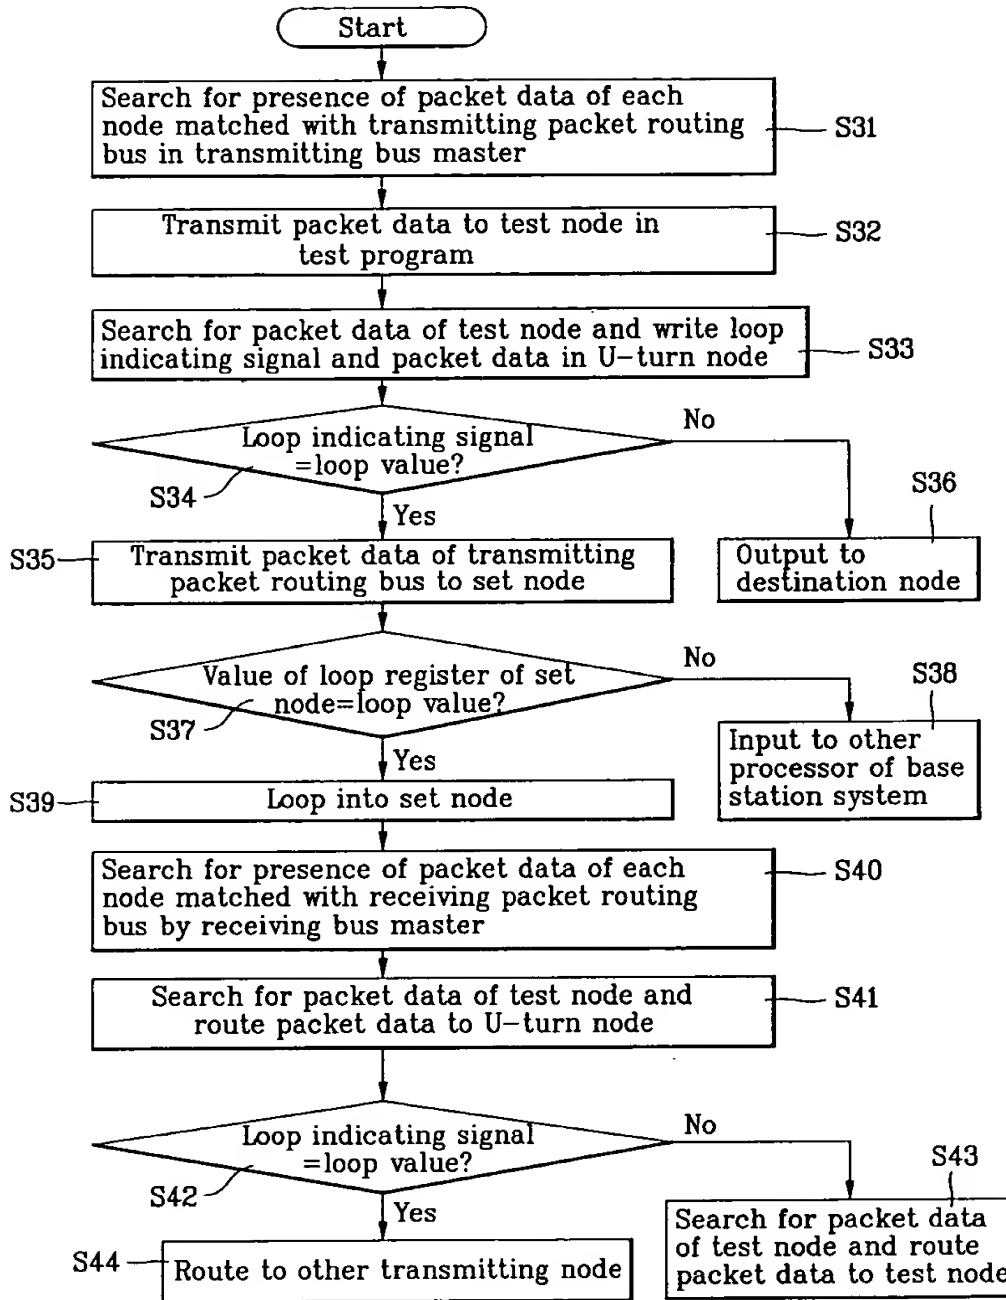 Start
Search for presence of packet data of each
node matched with transmitting packet routing
bus in transmitting bus master
S31
Transmit packet data to test node in
test program
S32
Search for packet data of test node and write loop
indicating signal and packet data in U-turn node
S33
Loop indicating signal
=loop value?
S34
No
Yes
S36
S35
Transmit packet data of transmitting
packet routing bus to set node
Output to
destination node
Value of loop register of set
node=loop value?
S37
No
Yes
S38
Input to other
processor of base
station system
S39
Loop into set node
Search for presence of packet data of each
node matched with receiving packet routing
bus by receiving bus master
S40
Search for packet data of test node and
route packet data to U-turn node
S41
Loop indicating signal
=loop value?
S42
No
Yes
S43
S44
Route to other transmitting node
Search for packet data
of test node and route
packet data to test node